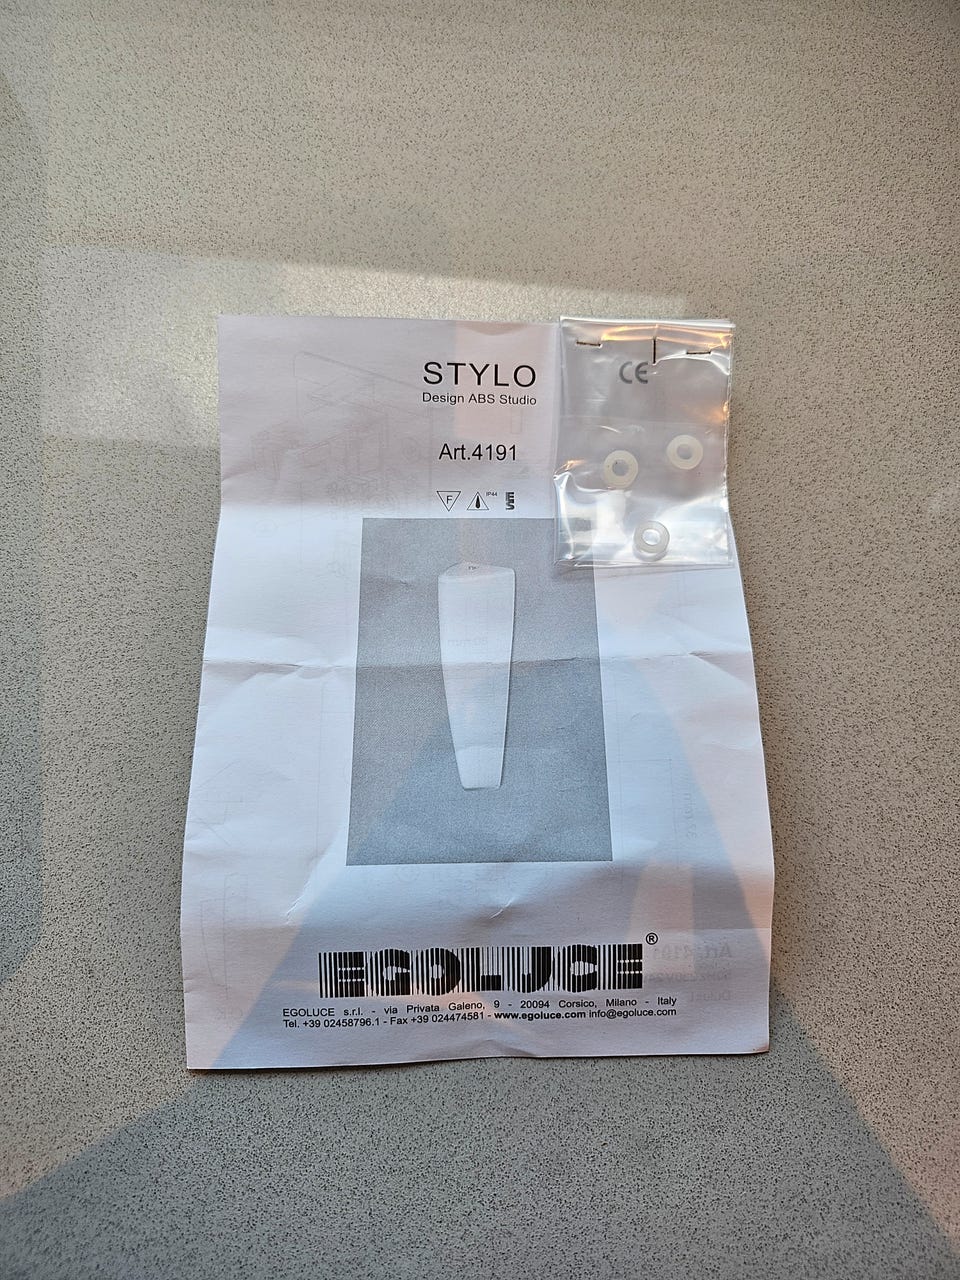 STYLO
Design ABS Studio
CE
Art.4191
F
IP44
EGOLUCE®
EGOLUCE s.r.l. - via Privata Galeno, 9 - 20094 Corsico, Milano - Italy
Tel. +39 02458796.1 - Fax +39 024474581 - www.egoluce.com info@egoluce.com